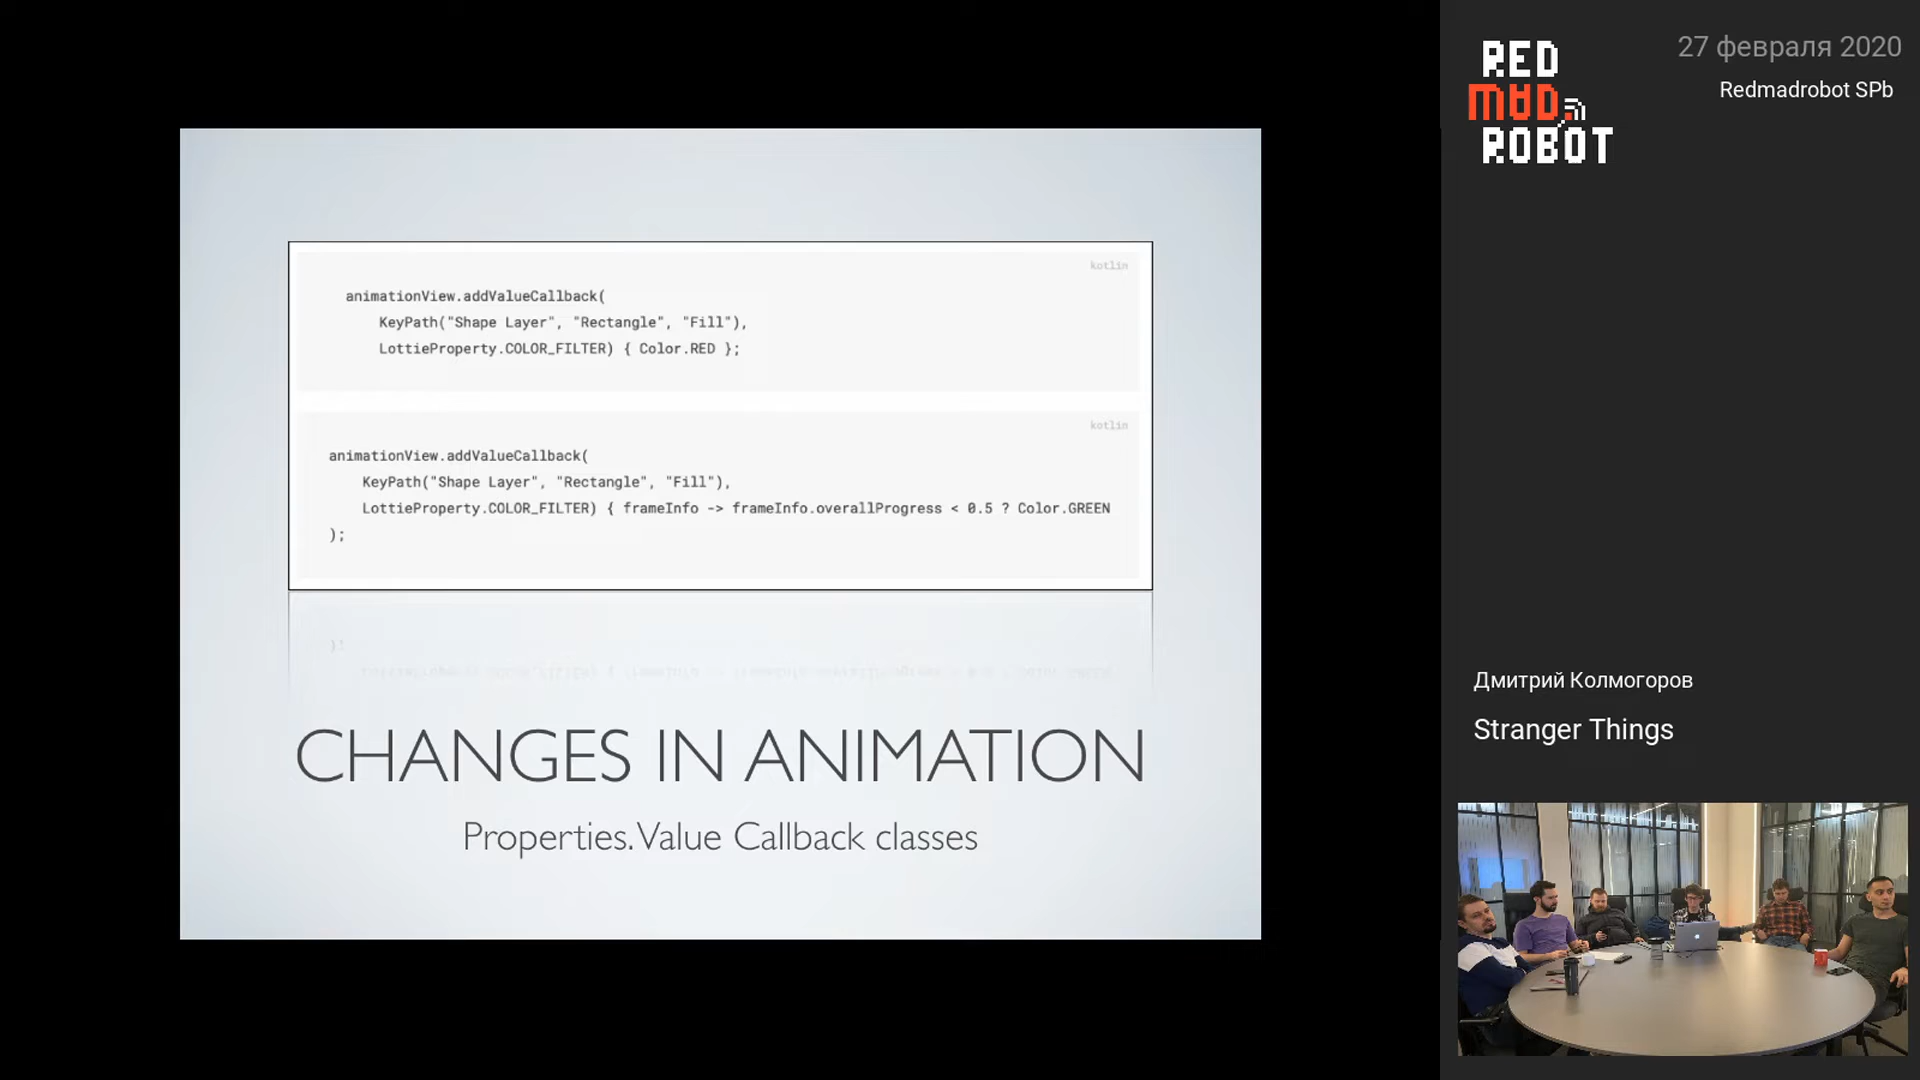 kotlin
animationView.addValueCallback(
KeyPath("Shape Layer", "Rectangle", "Fill"),
LottieProperty.COLOR_FILTER) { Color.RED };
kotlin
animationView.addValueCallback(
KeyPath("Shape Layer", "Rectangle", "Fill"),
LottieProperty.COLOR_FILTER) { frameInfo -> frameInfo.overallProgress < 0.5 ? Color.GREEN
);
CHANGES IN ANIMATION
Properties. Value Callback classes
RED
MAD
ROBOT
27 февраля 2020
Redmadrobot SPb
Дмитрий Колмогоров
Stranger Things